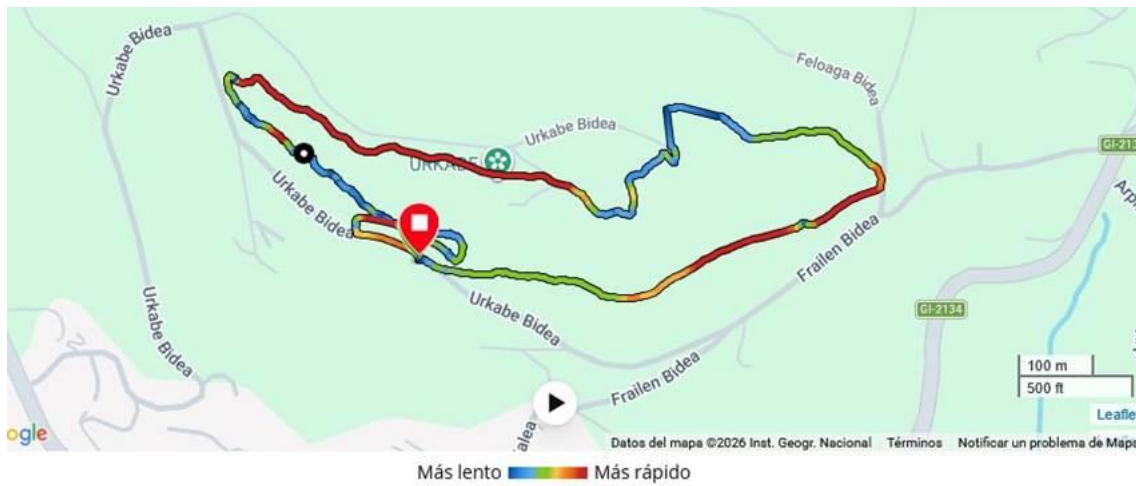 Urkabe Bidea
Feloaga Bidea
Urkabe Bidea
URKABE
GI-213
Urkabe Bidea
Frailen Bidea
Urkabe Bidea
Urkabe Bidea
GI-2134
Frailen Bidea
100 m
500 ft
Leafle
ogle
alea
Datos del mapa ©2026 Inst. Geogr. Nacional Términos Notificar un problema de Maps
Más lento Más rápido